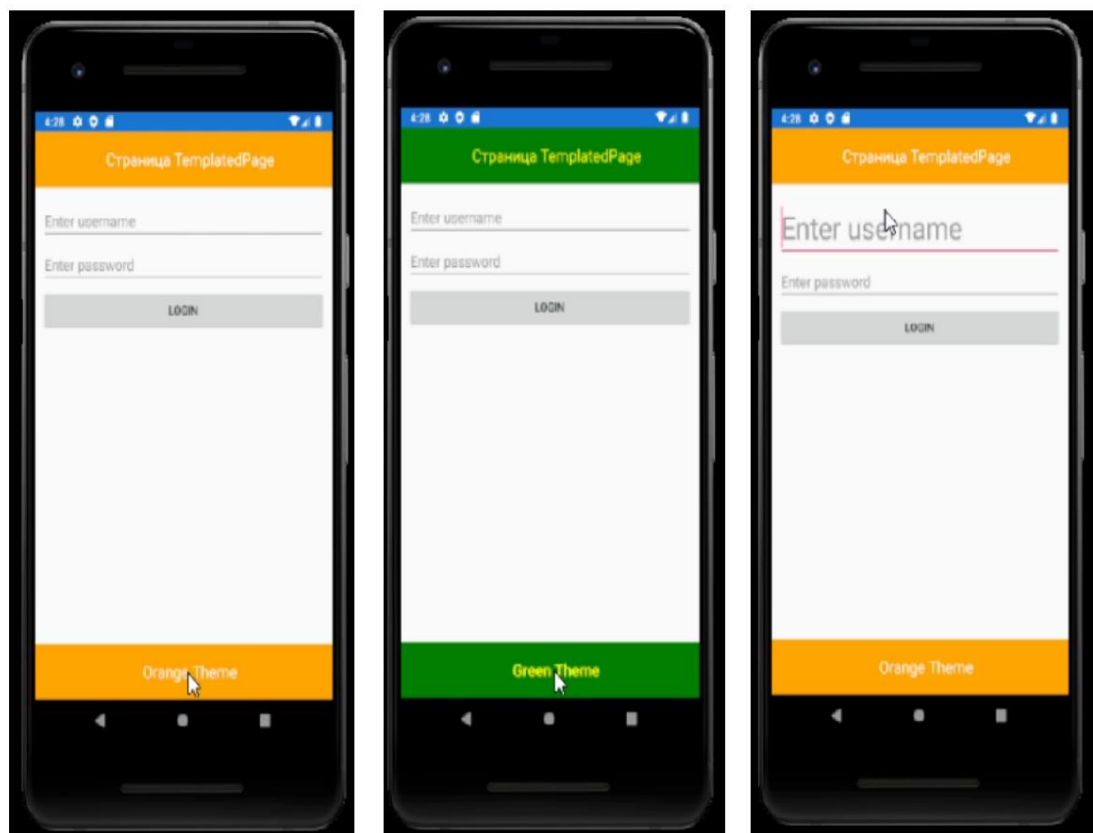 4:28
Страница TemplatedPage
Enter username
Enter password
LOGIN
Orange Theme
4:28
Страница TemplatedPage
Enter username
Enter password
LOGIN
Green Theme
4:28
Страница TemplatedPage
Enter username
Enter password
LOGIN
Orange Theme